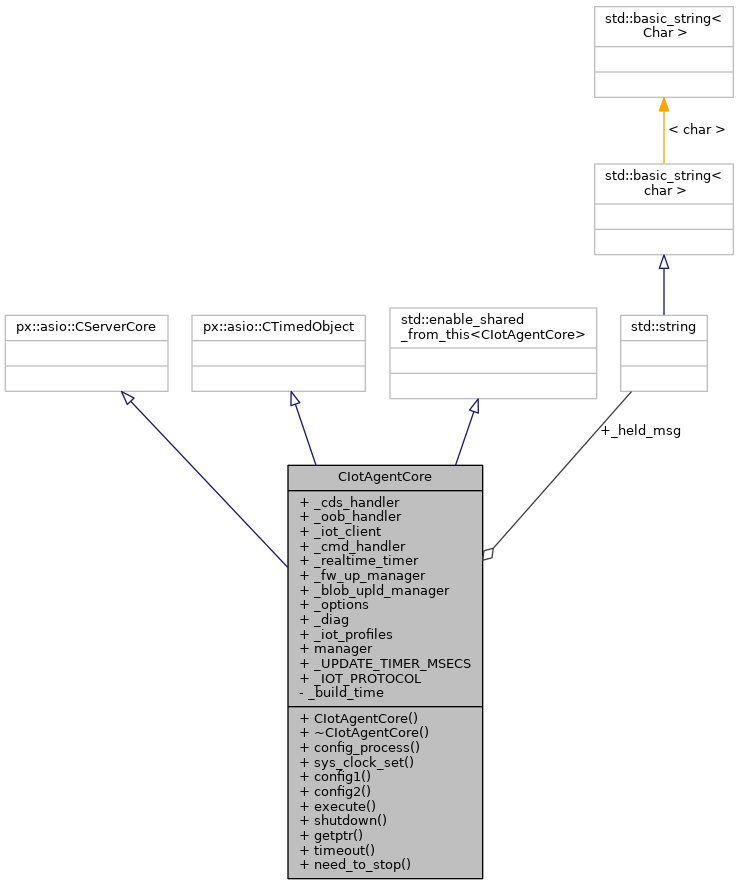 std::basic_string<
Char >
< char >
std::basic_string<
char >
px::asio::CServerCore
px::asio::CTimedObject
std::enable_shared
_from_this<CIotAgentCore>
std::string
+_held_msg
CIotAgentCore
+ _cds_handler
+ _oob_handler
+ _iot_client
+ _cmd_handler
+ _realtime_timer
+ _fw_up_manager
+ _blob_upld_manager
+ _options
+ _diag
+ _iot_profiles
+ manager
+ _UPDATE_TIMER_MSECS
+ _IOT_PROTOCOL
- _build_time
+ CIotAgentCore()
+ ~CIotAgentCore()
+ config_process()
+ sys_clock_set()
+ config1()
+ config2()
+ execute()
+ shutdown()
+ getptr()
+ timeout()
+ need_to_stop()